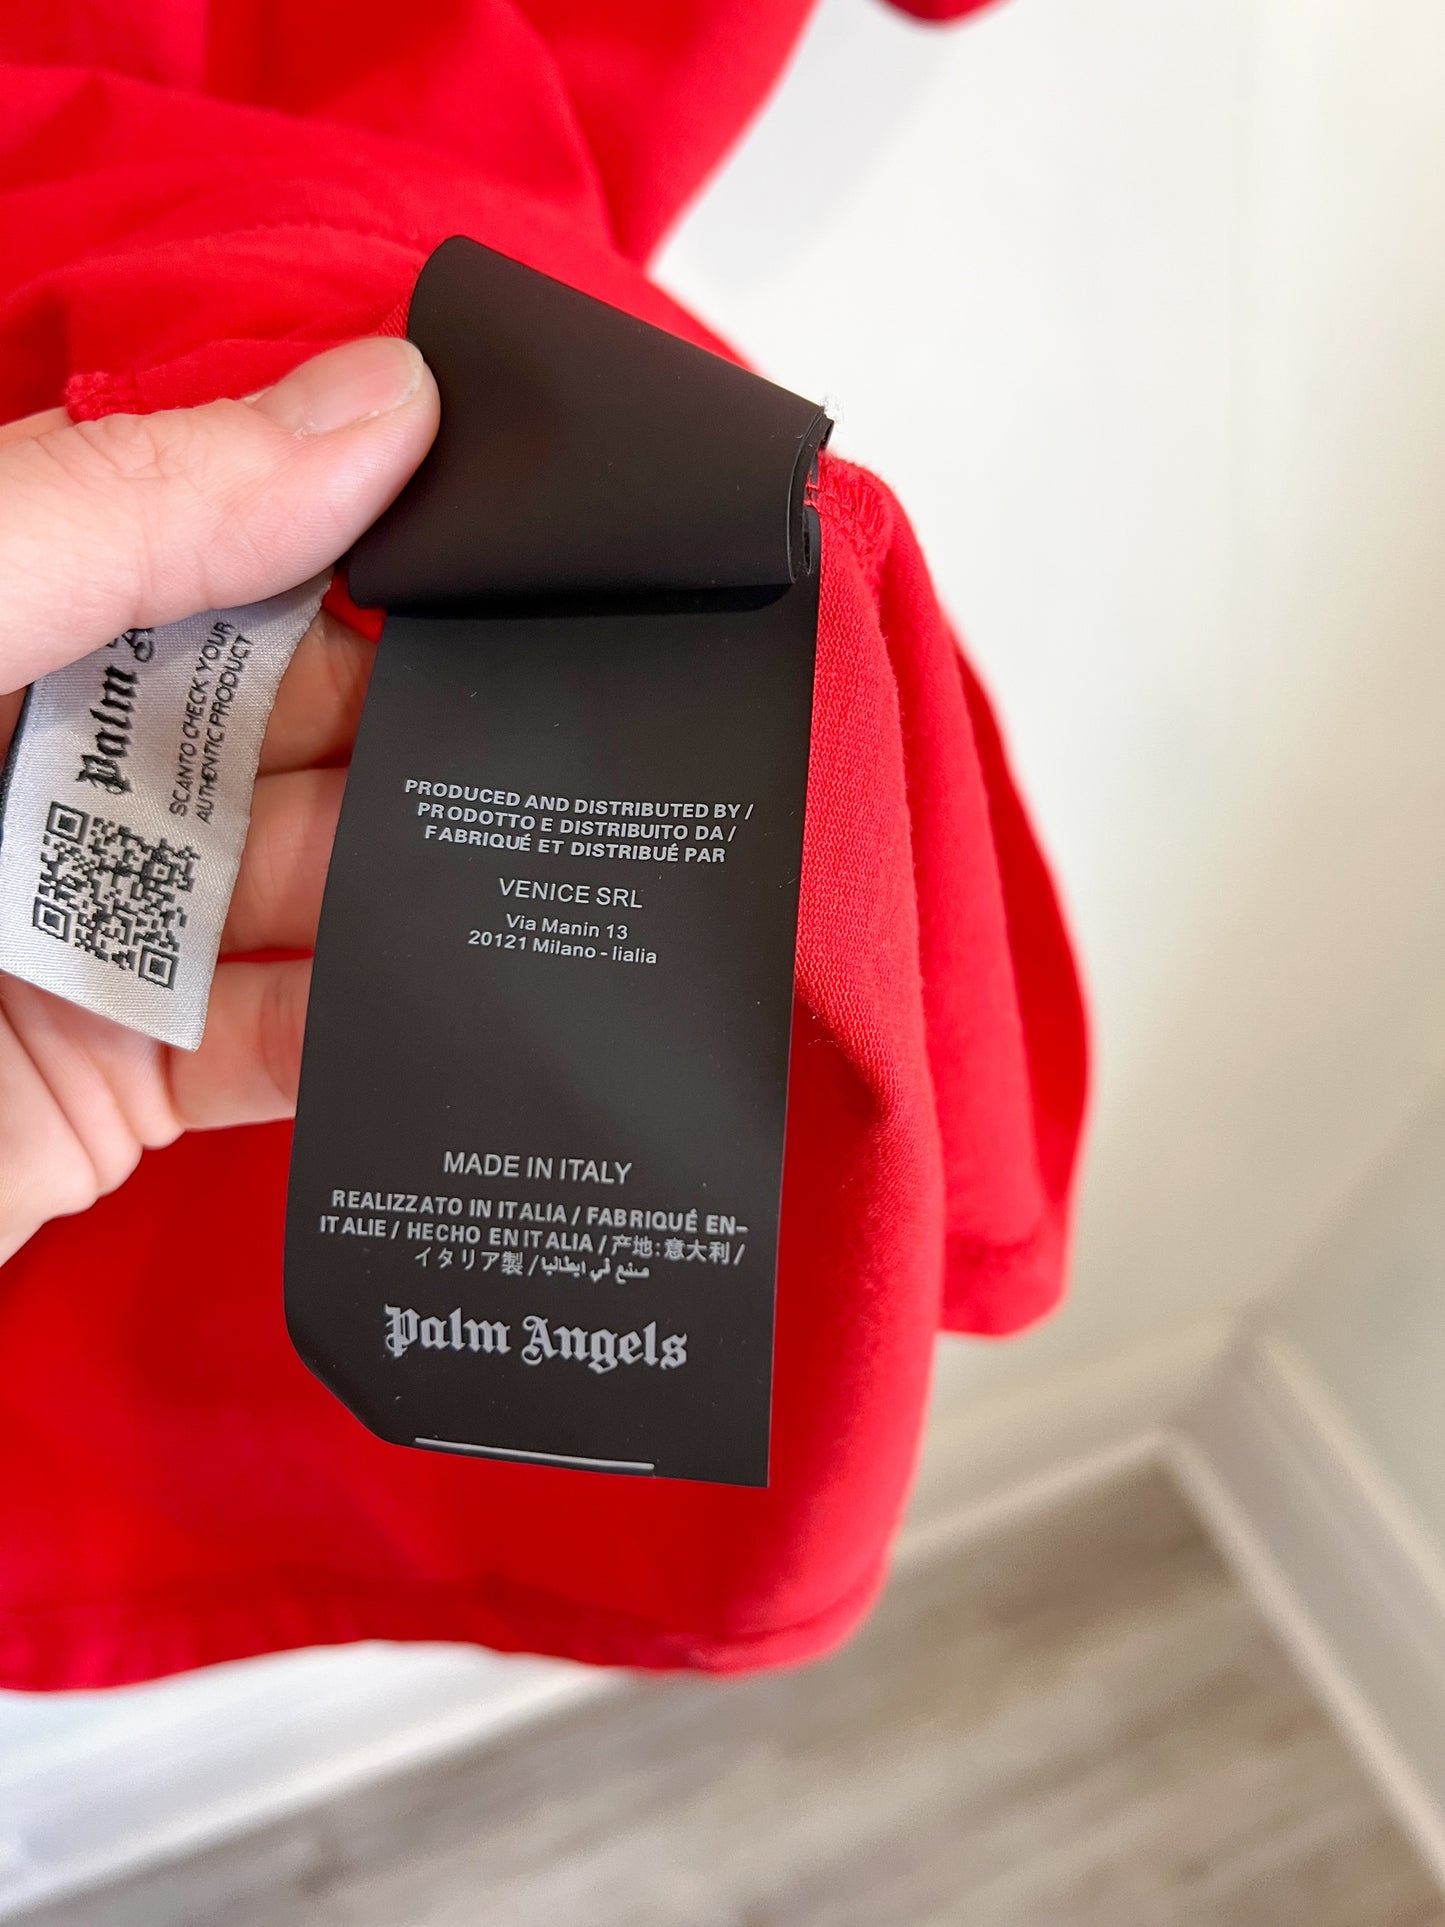 Palm
SCANTO CHECK YOUR
AUTHENTIC PRODUCT
PRODUCED AND DISTRIBUTED BY /
PRODOTTO E DISTRIBUITO DA /
FABRIQUÉ ET DISTRIBUÉ PAR
VENICE SRL
Via Manin 13
20121 Milano - lialia
MADE IN ITALY
REALIZZATO IN ITALIA / FABRIQUÉ EN-
ITALIE / HECHO EN ITALIA / 产地:意大利 /
イタリア製 / صنع في ايطاليا
Palm Angels